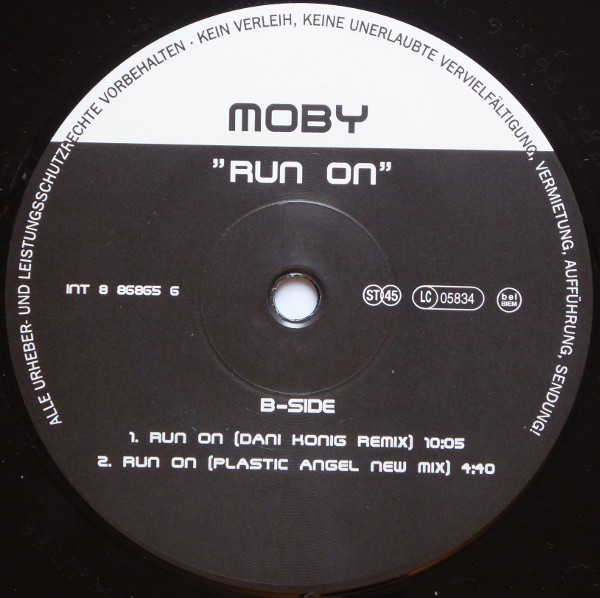 ALLE URHEBER- UND LEISTUNGSSCHUTZRECHTE VORBEHALTEN · KEIN VERLEIH, KEINE UNERLAUBTE VERVIELFÄLTIGUNG, VERMIETUNG, AUFFÜHRUNG, SENDUNG!
MOBY
"RUN ON"
INT 8 86865 6
ST 45 LC 05834 bel BIEM
B-SIDE
1. RUN ON (DANI KONIG REMIX) 10:05
2. RUN ON (PLASTIC ANGEL NEW MIX) 4:40